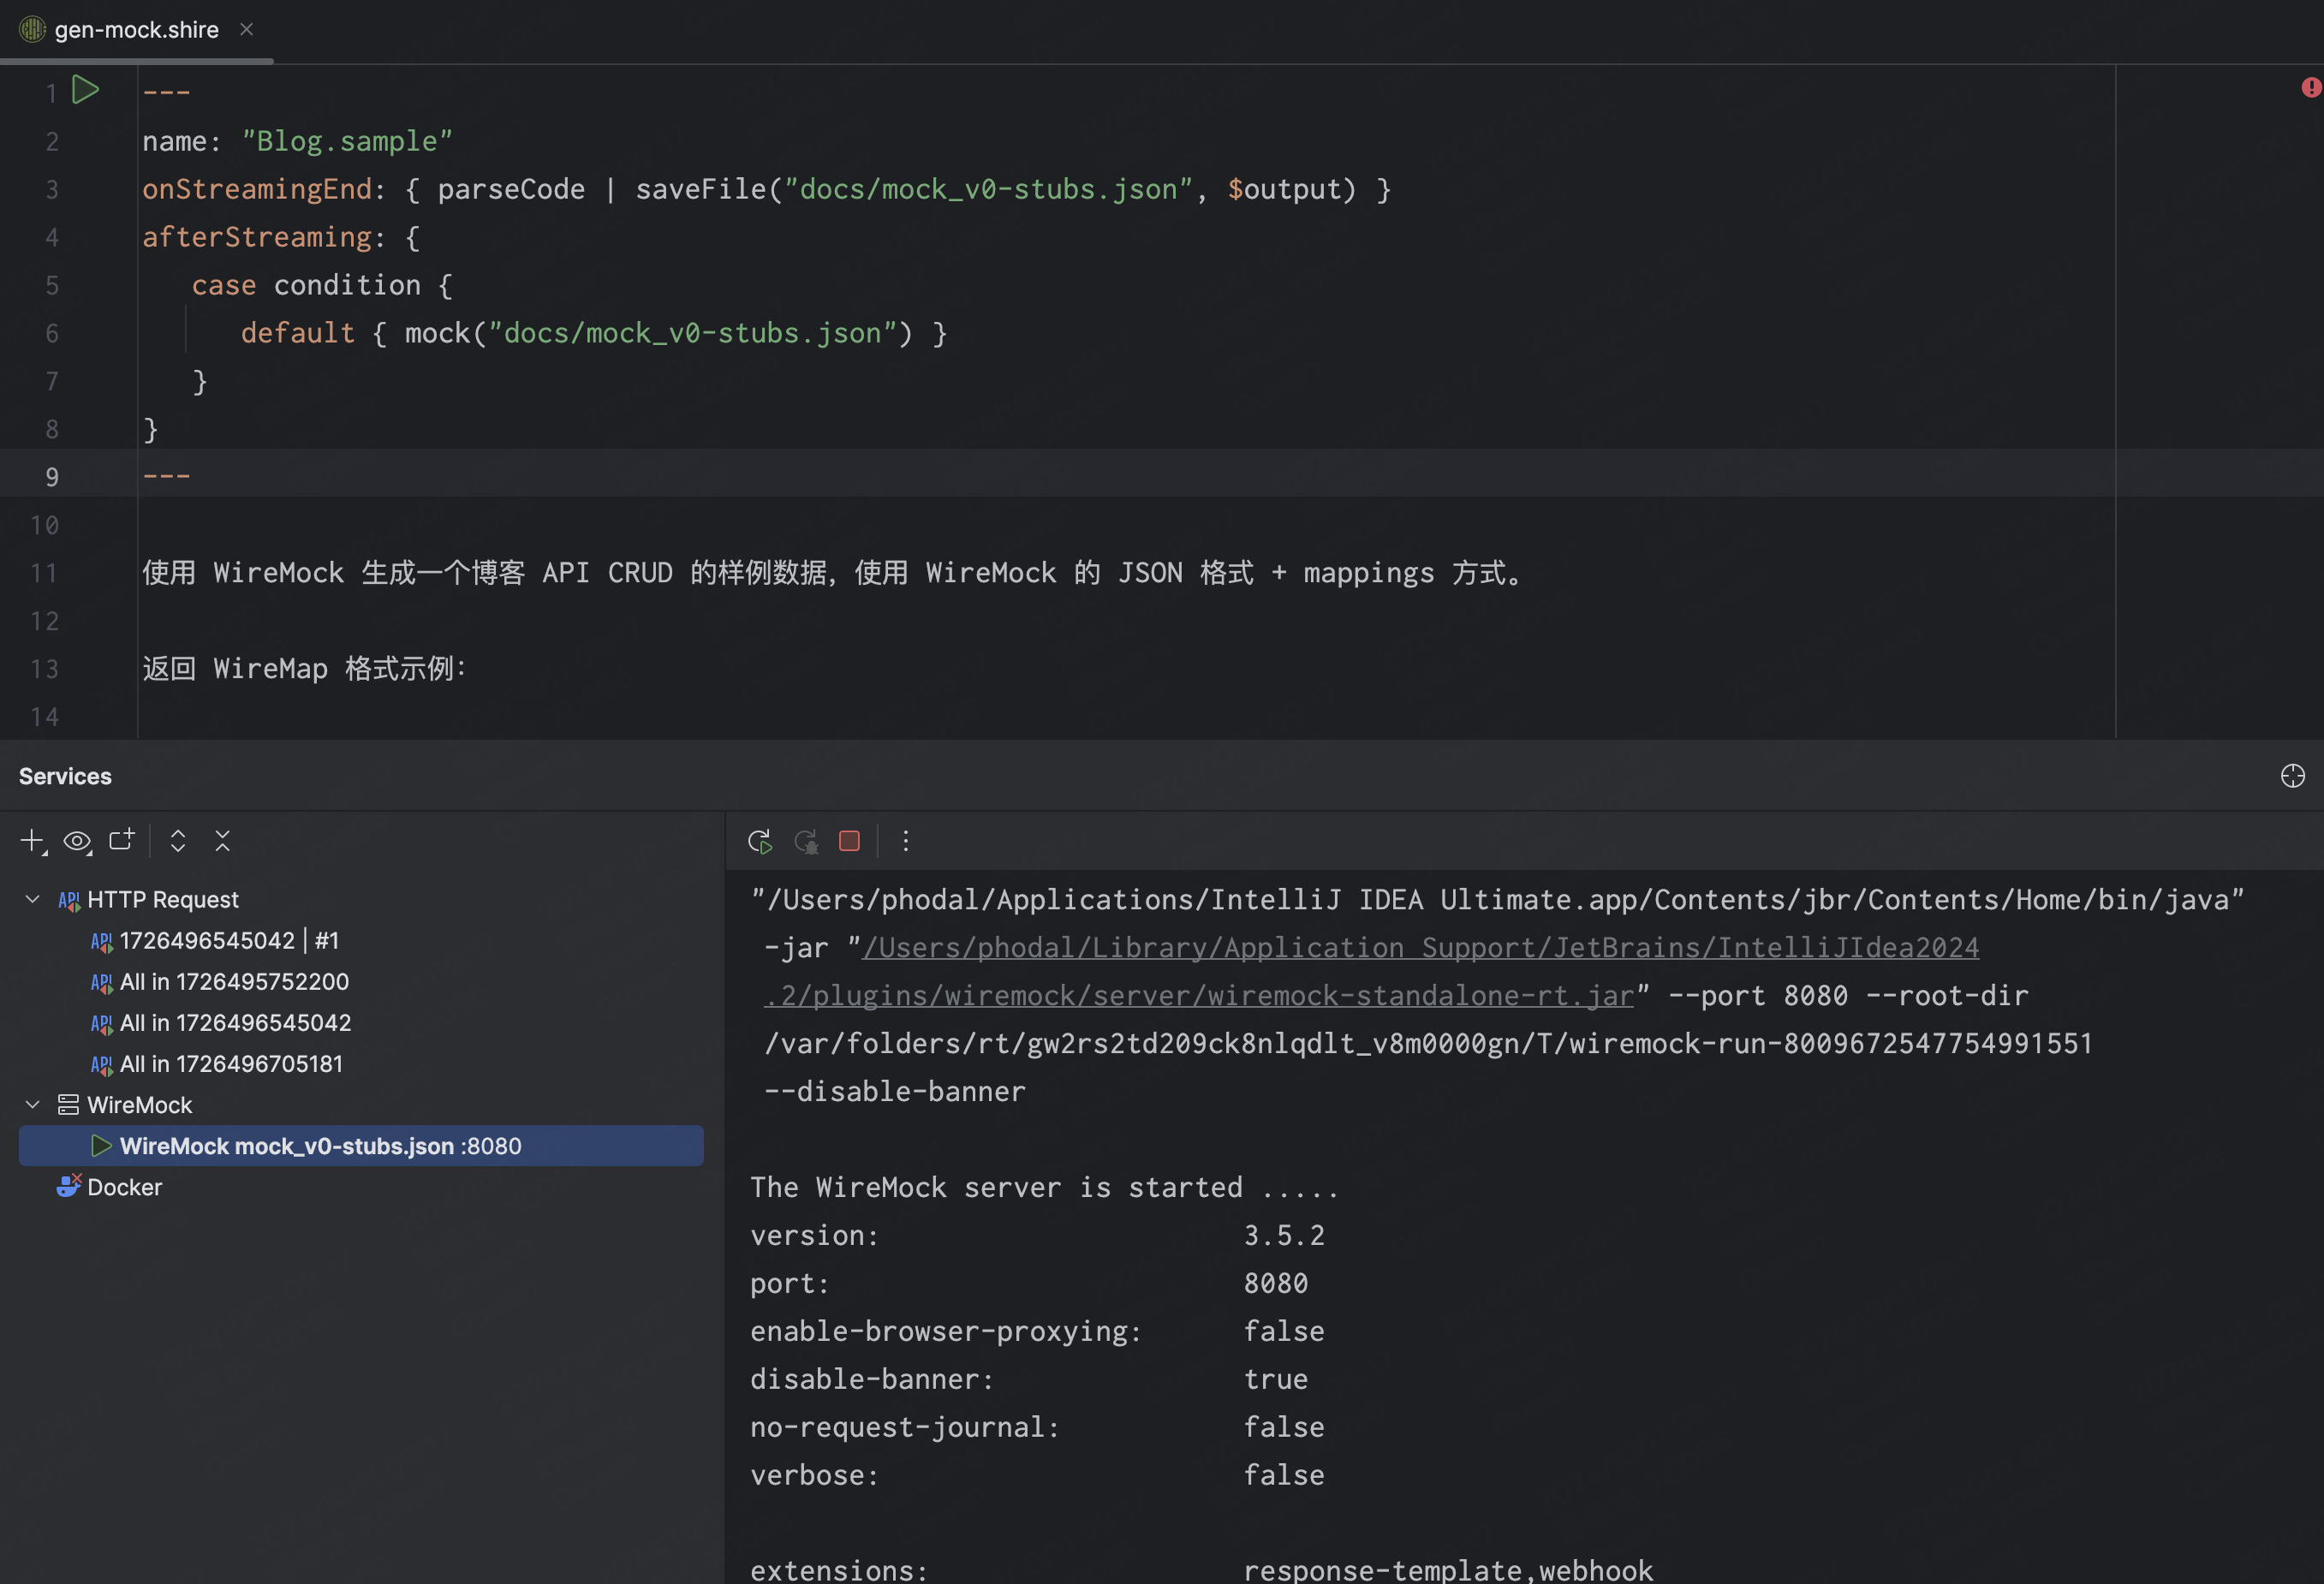 gen-mock.shire
1 ---
2 name: "Blog.sample"
3 onStreamingEnd: { parseCode | saveFile("docs/mock_v0-stubs.json", $output) }
4 afterStreaming: {
5 case condition {
6 default { mock("docs/mock_v0-stubs.json") }
7 }
8 }
9 ---
10
11 使用 WireMock 生成一个博客 API CRUD 的样例数据，使用 WireMock 的 JSON 格式 + mappings 方式。
12
13 返回 WireMap 格式示例：
14
Services
HTTP Request
1726496545042 | #1
All in 1726495752200
All in 1726496545042
All in 1726496705181
WireMock
WireMock mock_v0-stubs.json :8080
Docker
"/Users/phodal/Applications/IntelliJ IDEA Ultimate.app/Contents/jbr/Contents/Home/bin/java"
-jar "/Users/phodal/Library/Application Support/JetBrains/IntelliJIdea2024
.2/plugins/wiremock/server/wiremock-standalone-rt.jar" --port 8080 --root-dir
/var/folders/rt/gw2rs2td209ck8nlqdlt_v8m0000gn/T/wiremock-run-8009672547754991551
--disable-banner
The WireMock server is started .....
version: 3.5.2
port: 8080
enable-browser-proxying: false
disable-banner: true
no-request-journal: false
verbose: false
extensions: response-template,webhook